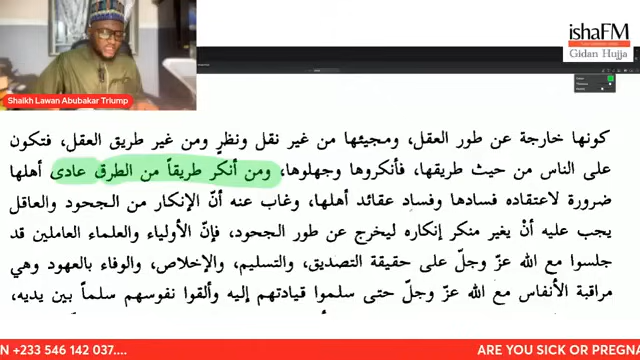 ishaFM
Gidan Hujja
Shaikh Lawan Abubakar Triump
كونها خارجة عن طور العقل، ومجيئها من غير نقل ونظرٍ ومن غير طريق العقل، فتكون
على الناس من حيث طريقها، فأنكروها وجهلوها، ومن أنكر طريقاً من الطرق عادى أهلها
ضرورة لاعتقاده فسادها وفسادِ عقائد أهلها، وغاب عنه أنّ الإنكار من الجحود والعاقل
يجب عليه أنْ يغير منكر إنكاره ليخرج عن طور الجحود، فإنّ الأولياء والعلماء العاملين قد
جلسوا مع الله عزّ وجلّ على حقيقة التصديق، والتسليم، والإخلاص، والوفاء بالعهود وهي
مراقبة الأنفاس مع الله عزّ وجلّ حتى سلموا قيادتهم إليه وألقوا نفوسهم سلماً بين يديه،
N +233 546 142 037.... ARE YOU SICK OR PREGNA